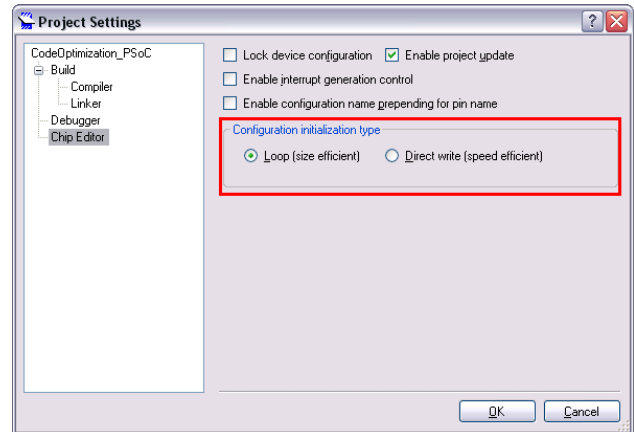 Project Settings
CodeOptimization_PSoC
Build
Compiler
Linker
Debugger
Chip Editor
Lock device configuration Enable project update
Enable interrupt generation control
Enable configuration name prepending for pin name
Configuration initialization type
Loop (size efficient) Direct write (speed efficient)
OK Cancel